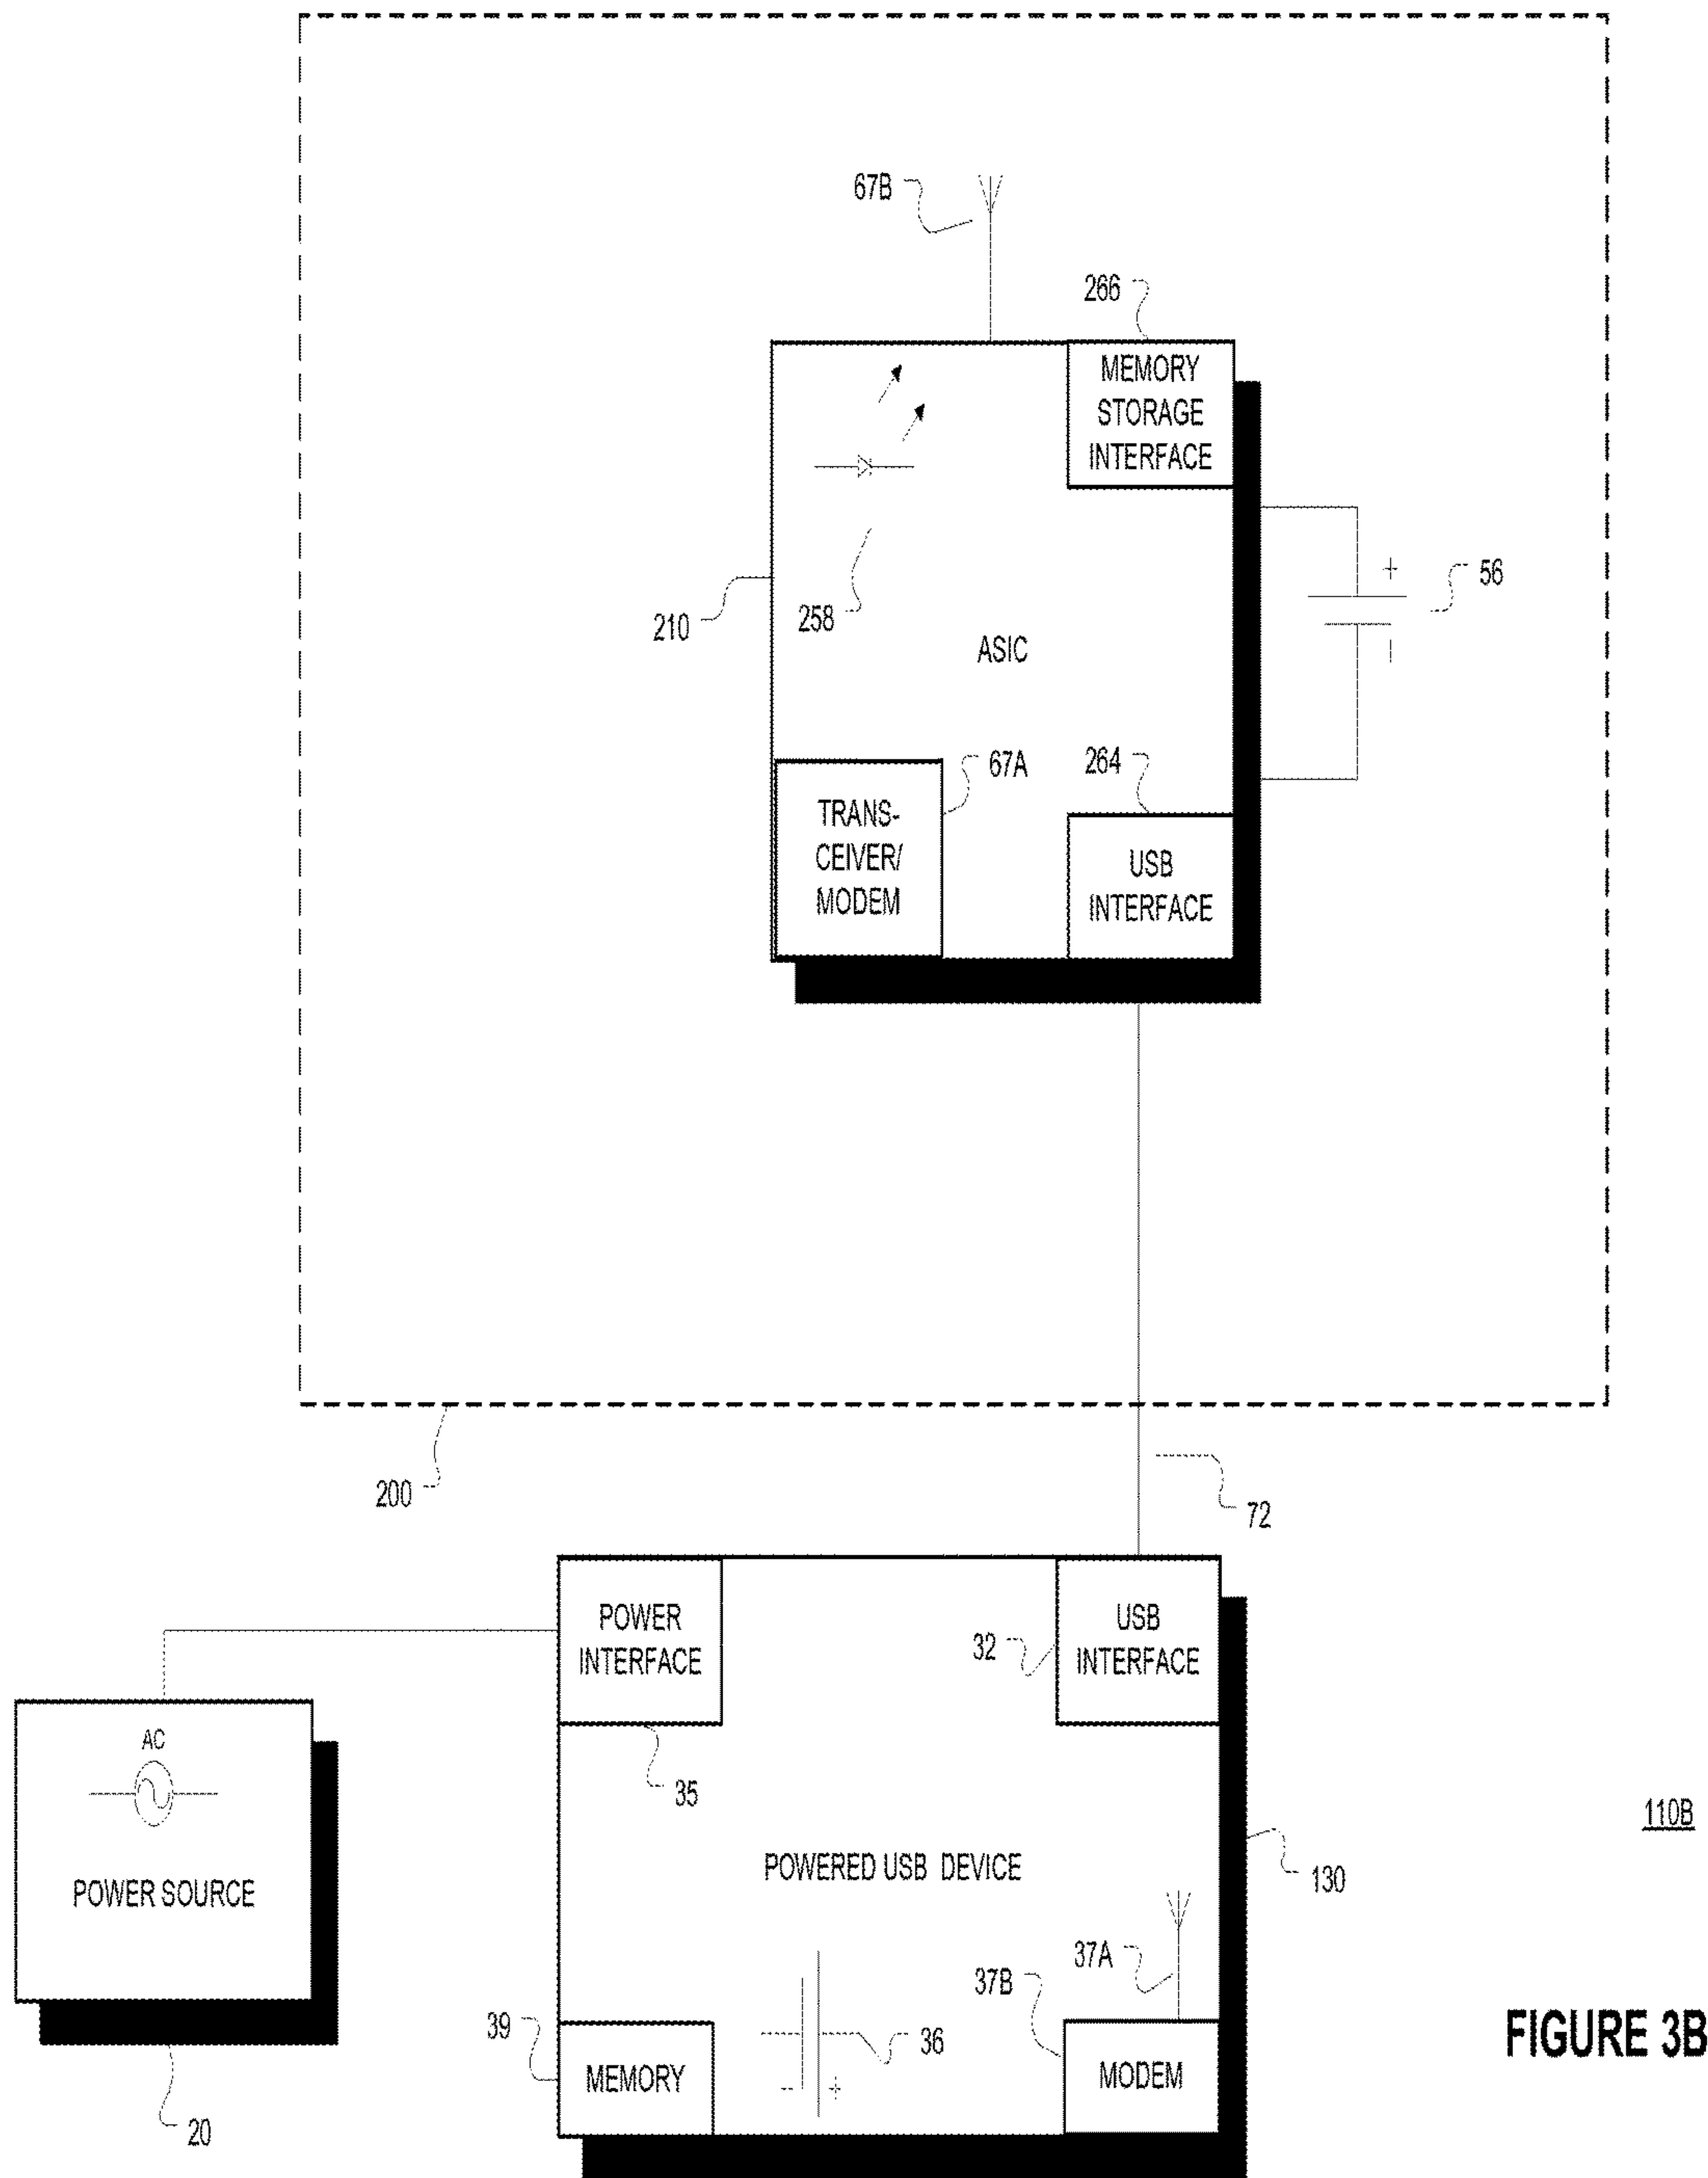 67B
266
MEMORY
STORAGE
INTERFACE
+
56
210
258
ASIC
67A
264
TRANS-
CEIVER/
MODEM
USB
INTERFACE
200
72
POWER
INTERFACE
32
USB
INTERFACE
AC
35
110B
POWERED USB DEVICE
130
POWER SOURCE
37A
37B
39
36
FIGURE 3B
MEMORY
- +
MODEM
20